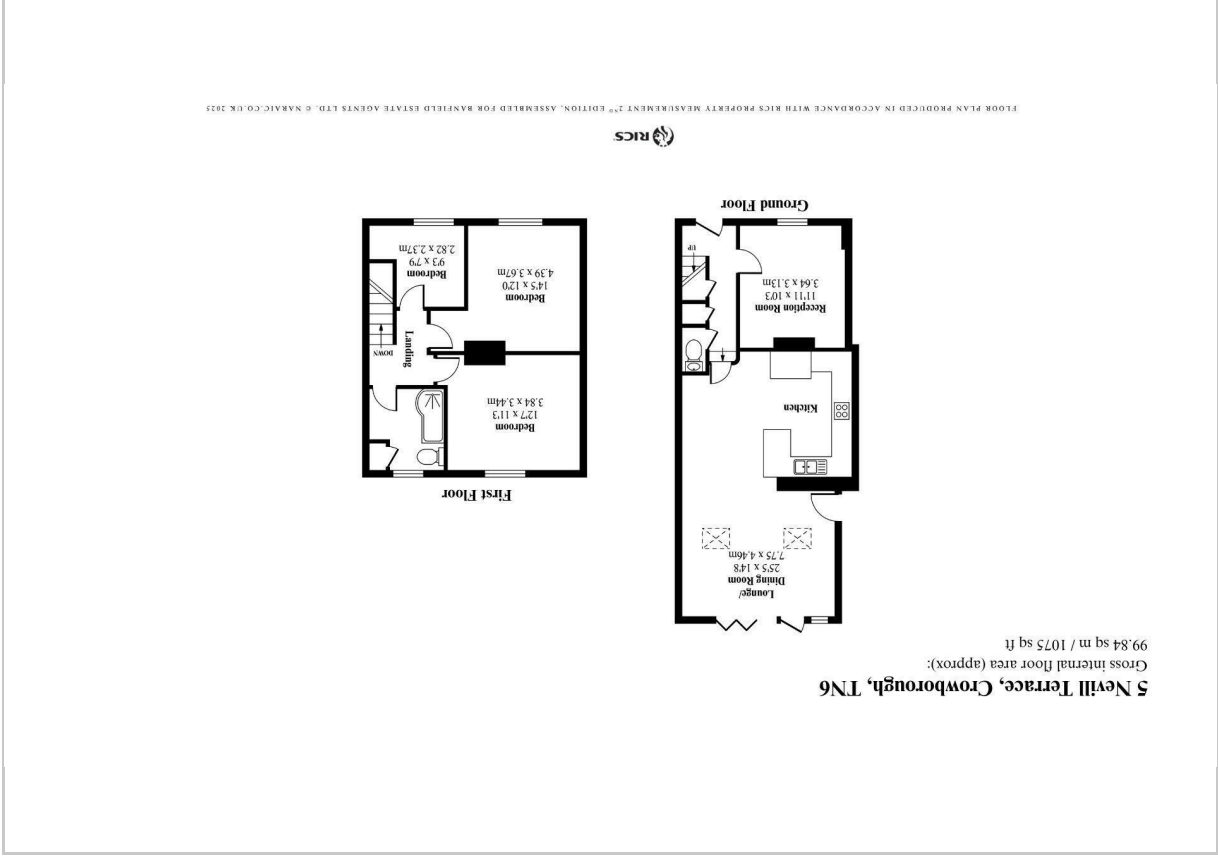 5 Nevill Terrace, Crowborough, TN6
Gross internal floor area (approx):
99.84 sq m / 1075 sq ft
Lounge/
Dining Room
25'5 x 14'8
7.75 x 4.46m
Kitchen
Reception Room
11'11 x 10'3
3.64 x 3.13m
UP
Ground Floor
First Floor
Bedroom
12'7 x 11'3
3.84 x 3.44m
DOWN
Landing
Bedroom
14'5 x 12'0
4.39 x 3.67m
Bedroom
9'3 x 7'9
2.82 x 2.37m
RICS
FLOOR PLAN PRODUCED IN ACCORDANCE WITH RICS PROPERTY MEASUREMENT 2ND EDITION, ASSEMBLED FOR BANFIELD ESTATE AGENTS LTD. © NARAIC.CO.UK 2025